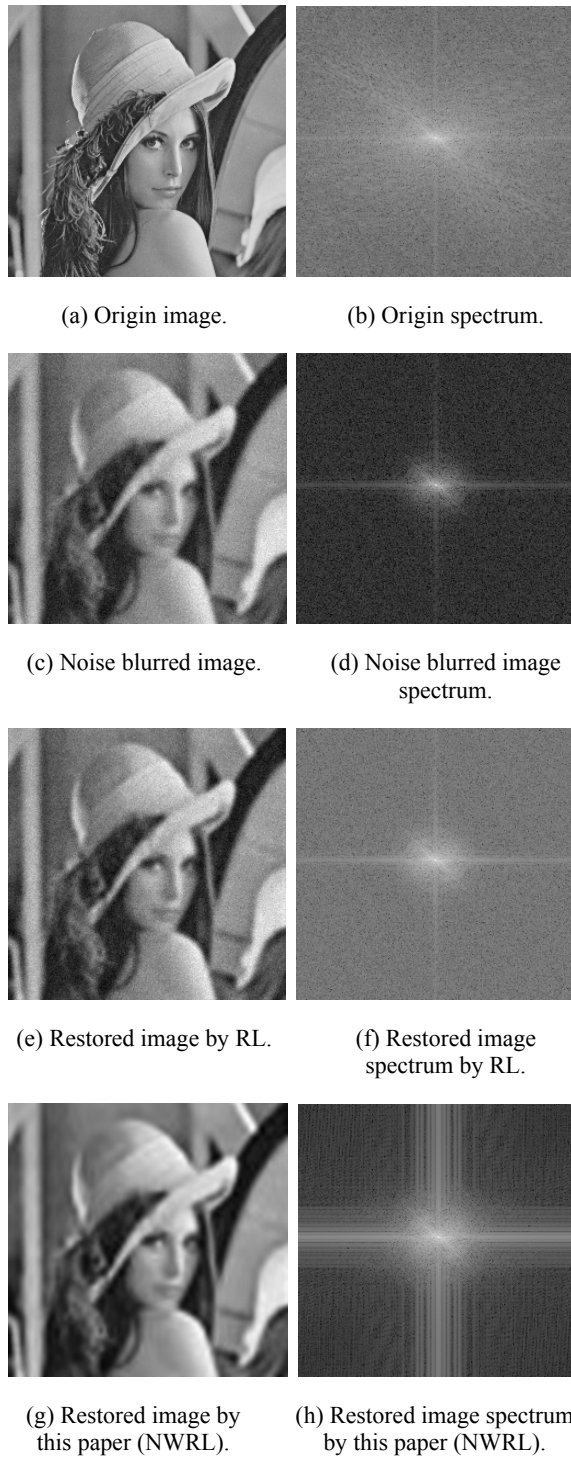 (a) Origin image.
(b) Origin spectrum.
(c) Noise blurred image.
(d) Noise blurred image
spectrum.
(e) Restored image by RL.
(f) Restored image
spectrum by RL.
(g) Restored image by
this paper (NWRL).
(h) Restored image spectrum
by this paper (NWRL).